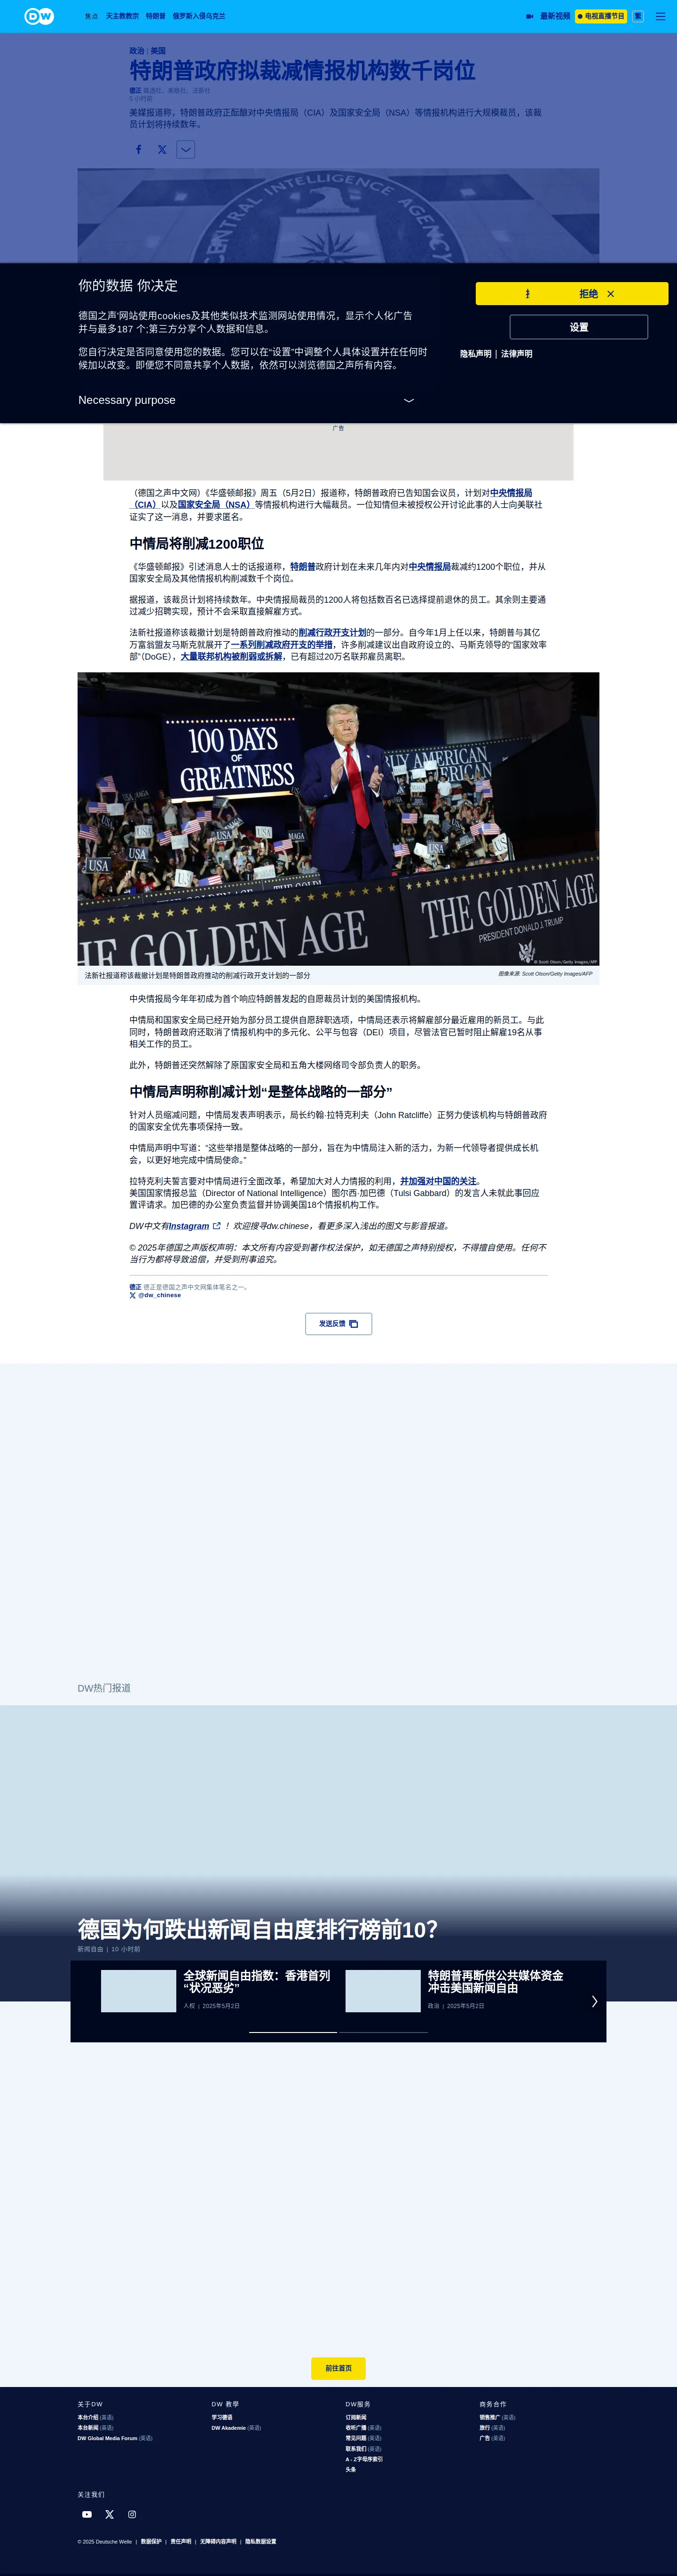 DW
焦点 天主教教宗 特朗普 俄罗斯入侵乌克兰
最新视频 电视直播节目 繁
政治 | 美国
特朗普政府拟裁减情报机构数千岗位
德正 路透社、美联社、法新社
5 小时前
美媒报道称，特朗普政府正酝酿对中央情报局（CIA）及国家安全局（NSA）等情报机构进行大规模裁员，该裁
员计划将持续数年。
CENTRAL INTELLIGENCE AGENCY
你的数据 你决定
德国之声'网站使用cookies及其他类似技术监测网站使用情况，显示个人化广告
并与最多187 个;第三方分享个人数据和信息。
您自行决定是否同意使用您的数据。您可以在“设置”中调整个人具体设置并在任何时
候加以改变。即便您不同意共享个人数据，依然可以浏览德国之声所有内容。
Necessary purpose
拒绝
设置
隐私声明 | 法律声明
广告
（德国之声中文网）《华盛顿邮报》周五（5月2日）报道称，特朗普政府已告知国会议员，计划对中央情报局
（CIA）以及国家安全局（NSA）等情报机构进行大幅裁员。一位知情但未被授权公开讨论此事的人士向美联社
证实了这一消息，并要求匿名。
中情局将削减1200职位
《华盛顿邮报》引述消息人士的话报道称，特朗普政府计划在未来几年内对中央情报局裁减约1200个职位，并从
国家安全局及其他情报机构削减数千个岗位。
据报道，该裁员计划将持续数年。中央情报局裁员的1200人将包括数百名已选择提前退休的员工。其余则主要通
过减少招聘实现，预计不会采取直接解雇方式。
法新社报道称该裁撤计划是特朗普政府推动的削减行政开支计划的一部分。自今年1月上任以来，特朗普与其亿
万富翁盟友马斯克就展开了一系列削减政府开支的举措，许多削减建议出自政府设立的、马斯克领导的“国家效率
部”（DoGE），大量联邦机构被削弱或拆解，已有超过20万名联邦雇员离职。
100 DAYS
OF
GREATNESS
USA
MAGA
THE GOLDEN AGE
THE GOLDEN AGE
PRESIDENT DONALD J. TRUMP
© Scott Olson/Getty Images/AFP
法新社报道称该裁撤计划是特朗普政府推动的削减行政开支计划的一部分 图像来源: Scott Olson/Getty Images/AFP
中央情报局今年年初成为首个响应特朗普发起的自愿裁员计划的美国情报机构。
中情局和国家安全局已经开始为部分员工提供自愿辞职选项，中情局还表示将解雇部分最近雇用的新员工。与此
同时，特朗普政府还取消了情报机构中的多元化、公平与包容（DEI）项目，尽管法官已暂时阻止解雇19名从事
相关工作的员工。
此外，特朗普还突然解除了原国家安全局和五角大楼网络司令部负责人的职务。
中情局声明称削减计划“是整体战略的一部分”
针对人员缩减问题，中情局发表声明表示，局长约翰·拉特克利夫（John Ratcliffe）正努力使该机构与特朗普政府
的国家安全优先事项保持一致。
中情局声明中写道：“这些举措是整体战略的一部分，旨在为中情局注入新的活力，为新一代领导者提供成长机
会，以更好地完成中情局使命。”
拉特克利夫誓言要对中情局进行全面改革，希望加大对人力情报的利用，并加强对中国的关注。
美国国家情报总监（Director of National Intelligence）图尔西·加巴德（Tulsi Gabbard）的发言人未就此事回应
置评请求。加巴德的办公室负责监督并协调美国18个情报机构工作。
DW中文有Instagram ！欢迎搜寻dw.chinese，看更多深入浅出的图文与影音报道。
© 2025年德国之声版权声明：本文所有内容受到著作权法保护，如无德国之声特别授权，不得擅自使用。任何不
当行为都将导致追偿，并受到刑事追究。
德正 德正是德国之声中文网集体笔名之一。
@dw_chinese
发送反馈
DW热门报道
德国为何跌出新闻自由度排行榜前10？
新闻自由 | 10 小时前
全球新闻自由指数：香港首列
“状况恶劣”
人权 | 2025年5月2日
特朗普再断供公共媒体资金
冲击美国新闻自由
政治 | 2025年5月2日
前往首页
关于DW
本台介绍 (英语)
本台新闻 (英语)
DW Global Media Forum (英语)
DW 教学
学习德语
DW Akademie (英语)
DW服务
订阅新闻
收听广播 (英语)
常见问题 (英语)
联系我们 (英语)
A - Z字母序索引
头条
商务合作
销售推广 (英语)
旅行 (英语)
广告 (英语)
关注我们
© 2025 Deutsche Welle | 数据保护 | 责任声明 | 无障碍内容声明 | 隐私数据设置